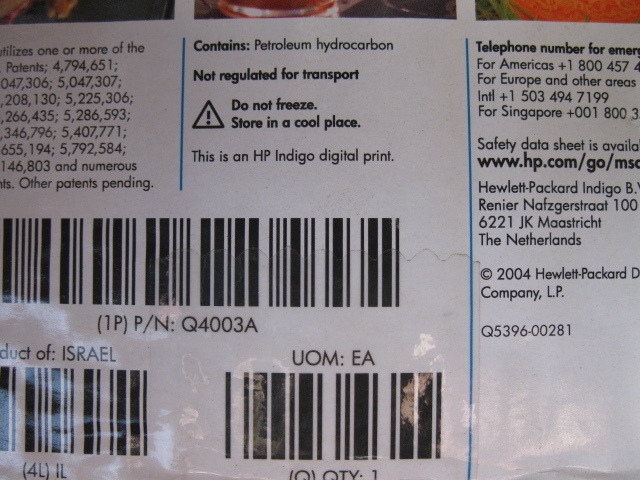 utilizes one or more of the
Patents; 4,794,651;
047,306; 5,047,307;
,208,130; 5,225,306;
,266,435; 5,286,593;
,346,796; 5,407,771;
655,194; 5,792,584;
146,803 and numerous
nts. Other patents pending.
Contains: Petroleum hydrocarbon
Not regulated for transport
Do not freeze.
Store in a cool place.
This is an HP Indigo digital print.
Telephone number for emerg
For Americas +1 800 457 4
For Europe and other areas
Intl +1 503 494 7199
For Singapore +001 800 3
Safety data sheet is availa
www.hp.com/go/msd
Hewlett-Packard Indigo B.V
Renier Nafzgerstraat 100
6221 JK Maastricht
The Netherlands
© 2004 Hewlett-Packard D
Company, L.P.
Q5396-00281
(1P) P/N: Q4003A
duct of: ISRAEL
UOM: EA
(4L) IL
(Q) QTY: 1